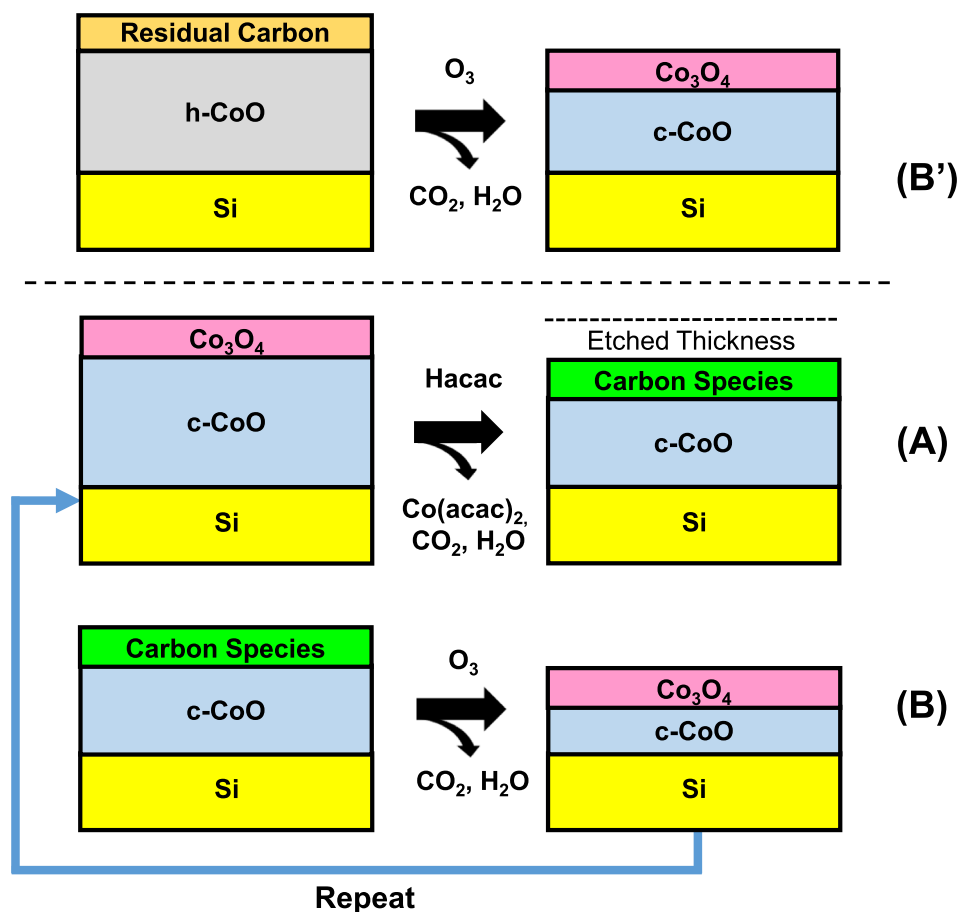 Residual Carbon
h-CoO
Si
O₃
CO₂, H₂O
Co₃O₄
c-CoO
Si
(B’)
Co₃O₄
c-CoO
Si
Hacac
Co(acac)₂,
CO₂, H₂O
Etched Thickness
Carbon Species
c-CoO
Si
(A)
Carbon Species
c-CoO
Si
O₃
CO₂, H₂O
Co₃O₄
c-CoO
Si
(B)
Repeat